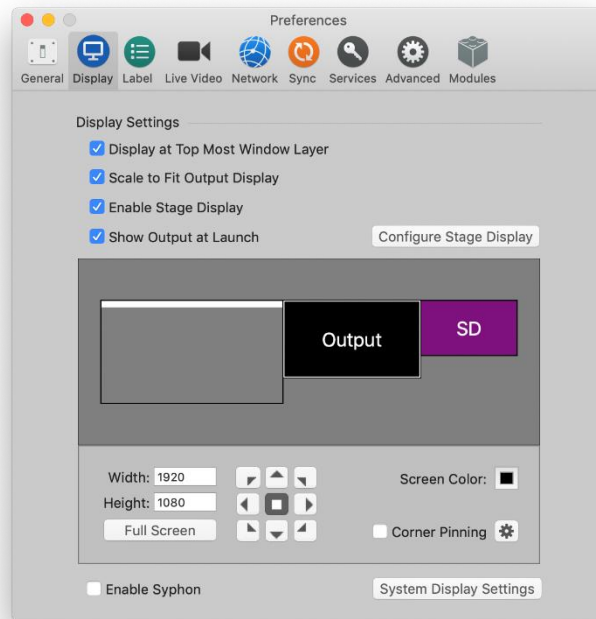 Preferences
General Display Label Live Video Network Sync Services Advanced Modules
Display Settings
Display at Top Most Window Layer
Scale to Fit Output Display
Enable Stage Display
Show Output at Launch
Configure Stage Display
Output
SD
Width: 1920
Screen Color:
Height: 1080
Full Screen
Corner Pinning
Enable Syphon
System Display Settings